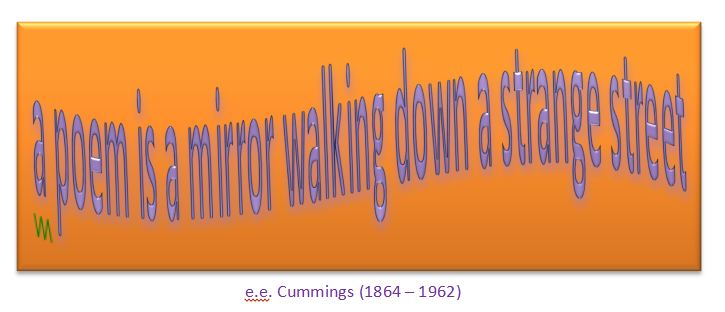 a poem is a mirror walking down a strange street
W
e.e. Cummings (1864 – 1962)